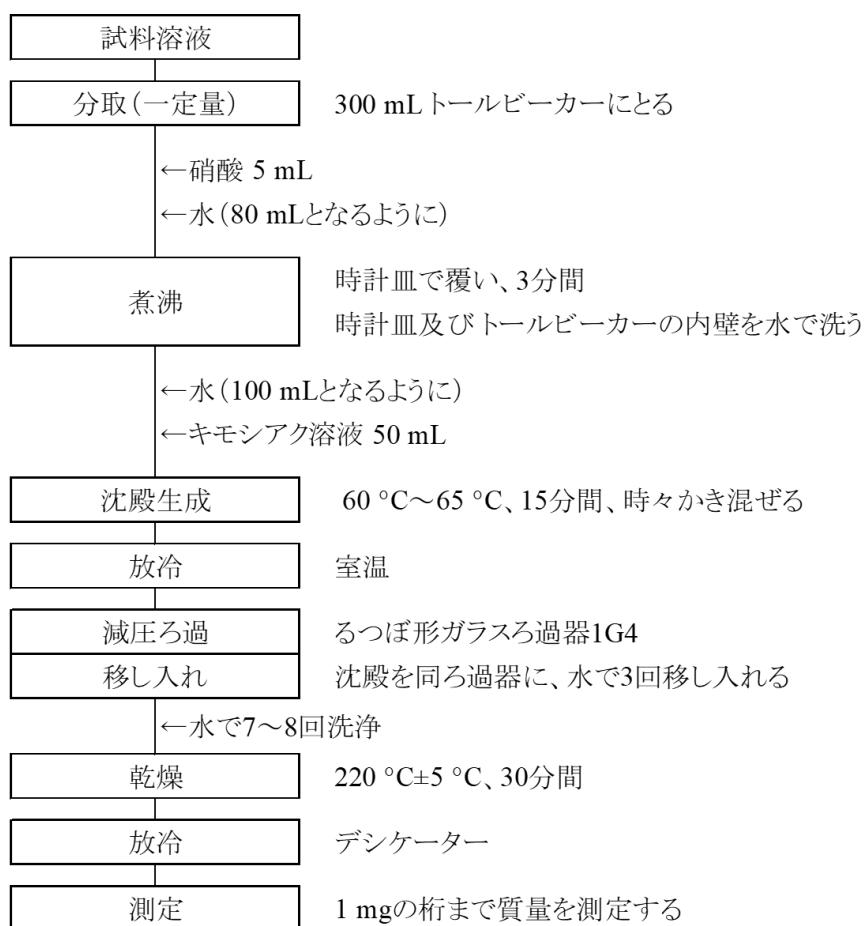 試料溶液
分取(一定量) 300 mLトールビーカーにとる
←硝酸 5 mL
←水(80 mLとなるように)
煮沸 時計皿で覆い、3分間
時計皿及びトールビーカーの内壁を水で洗う
←水(100 mLとなるように)
←キモシアク溶液 50 mL
沈殿生成 60 °C~65 °C、15分間、時々かき混ぜる
放冷 室温
減圧ろ過 るつぼ形ガラスろ過器1G4
移し入れ 沈殿を同ろ過器に、水で3回移し入れる
←水で7~8回洗浄
乾燥 220 °C±5 °C、30分間
放冷 デシケーター
測定 1 mgの桁まで質量を測定する